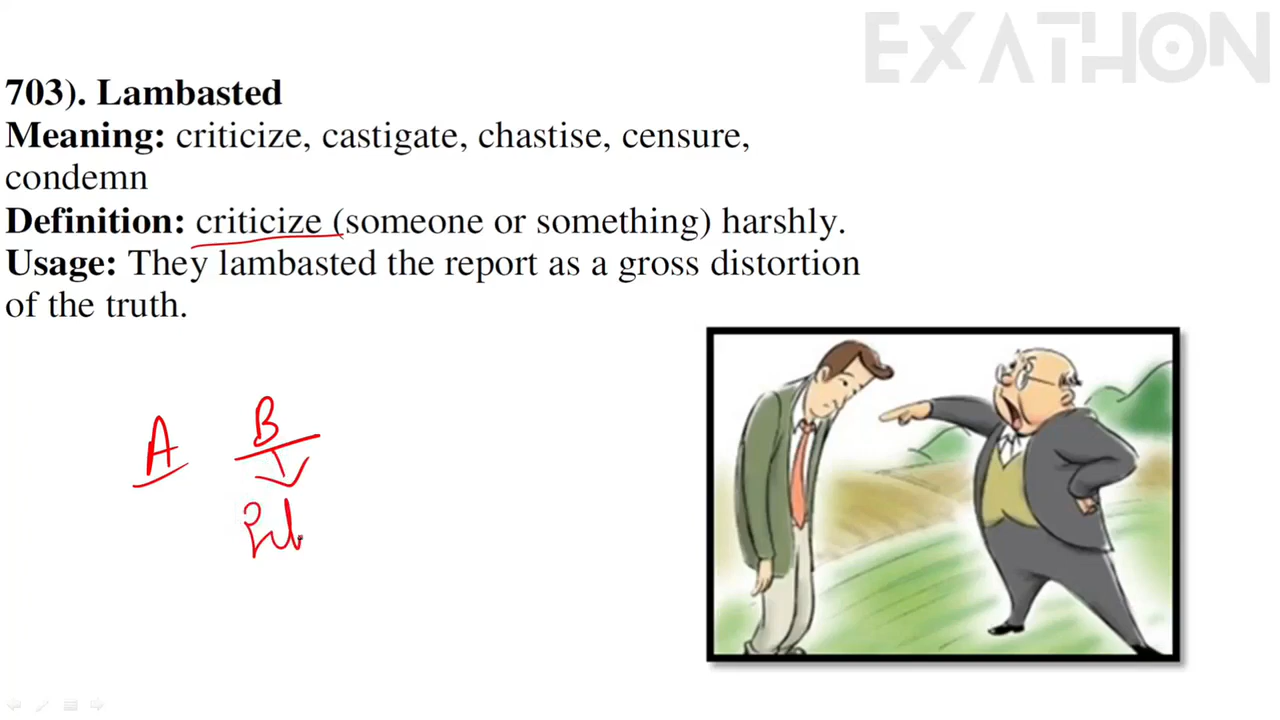 EXATHON
703). Lambasted
Meaning: criticize, castigate, chastise, censure,
condemn
Definition: criticize (someone or something) harshly.
Usage: They lambasted the report as a gross distortion
of the truth.
A B